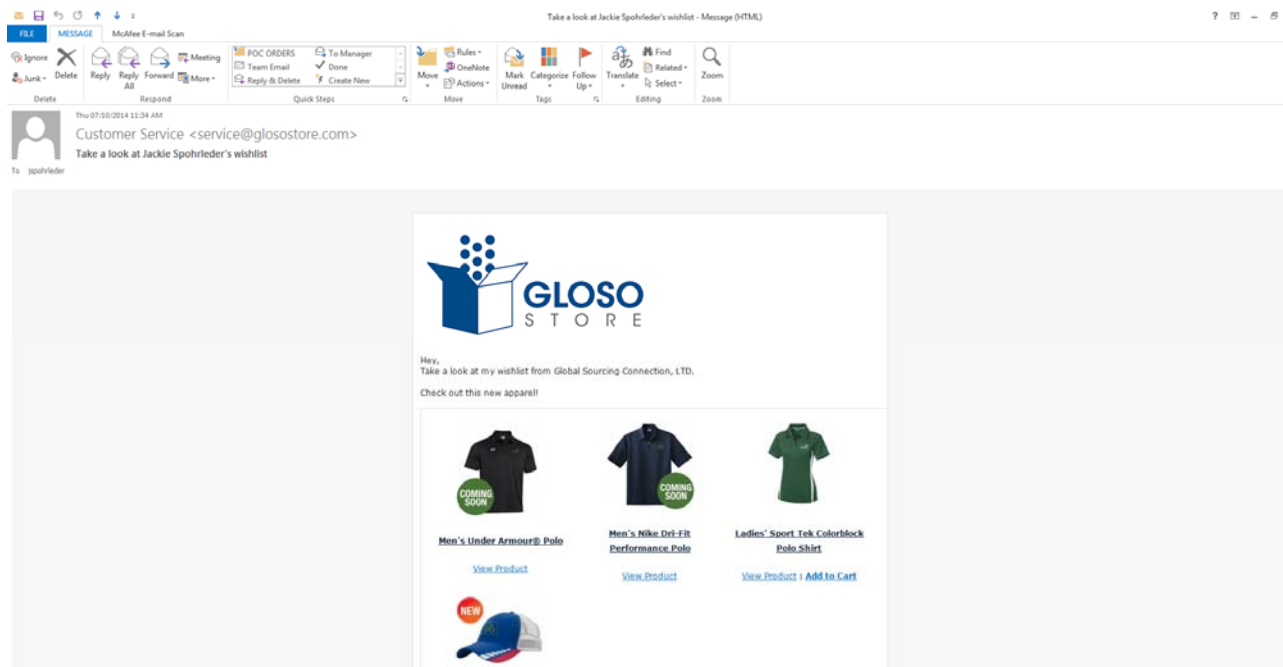 Take a look at Jackie Spohrleder's wishlist - Message (HTML)
FILE MESSAGE McAfee E-mail Scan
Ignore
Junk
Delete
Reply
Reply All
Forward
Meeting
More
POC ORDERS
Team Email
Reply & Delete
To Manager
Done
Create New
Move
Rules
OneNote
Actions
Mark Unread
Categorize
Follow Up
Translate
Find
Related
Select
Zoom
Delete Respond Quick Steps Move Tags Editing Zoom
Thu 07/10/2014 11:34 AM
Customer Service <service@glosostore.com>
Take a look at Jackie Spohrleder's wishlist
To jspohrleder
GLOSO
STORE
Hey,
Take a look at my wishlist from Global Sourcing Connection, LTD.
Check out this new apparel!
COMING
SOON
COMING
SOON
Men's Under Armour® Polo
View Product
Men's Nike Dri-Fit
Performance Polo
View Product
Ladies' Sport Tek Colorblock
Polo Shirt
View Product | Add to Cart
NEW